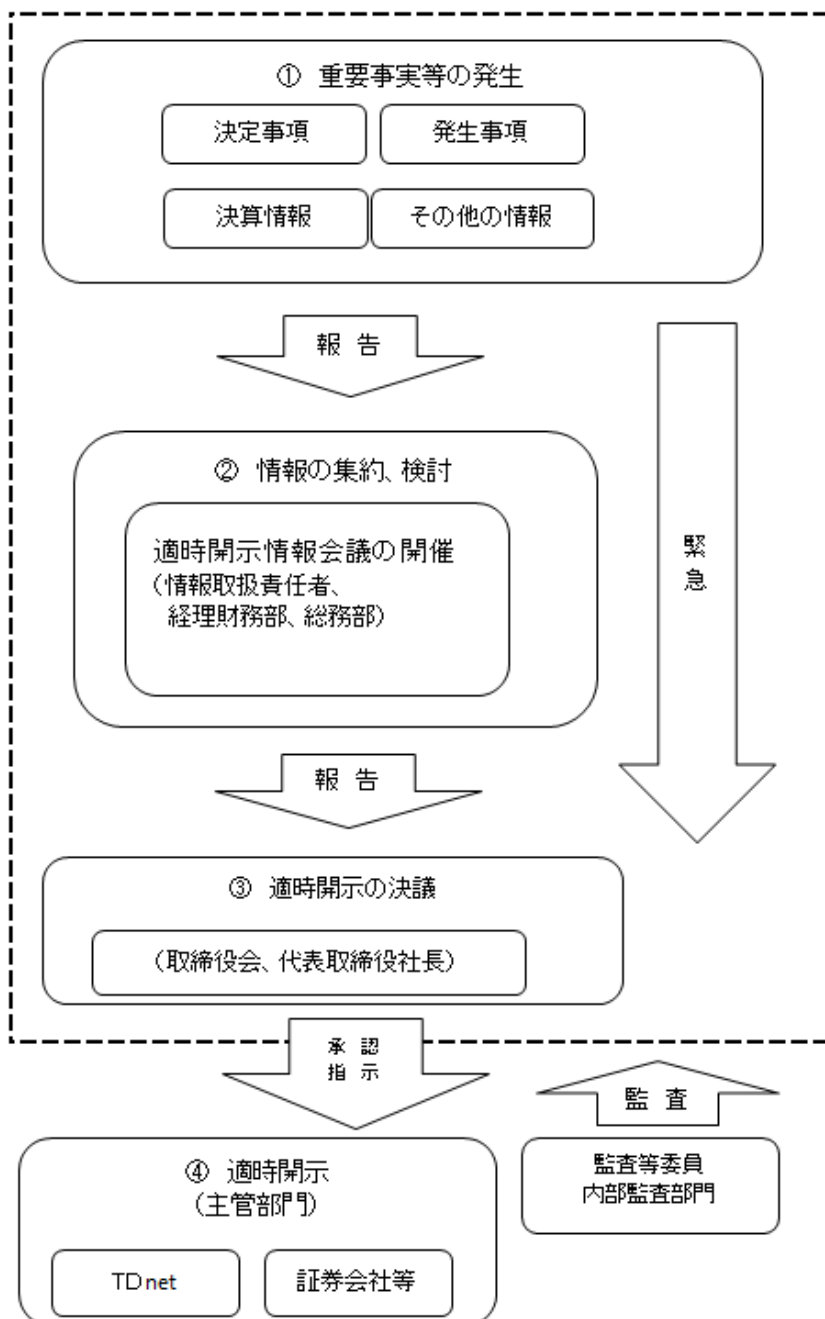 ① 重要事実等の発生
決定事項
発生事項
決算情報
その他の情報
報告
② 情報の集約、検討
適時開示情報会議の開催
(情報取扱責任者、
経理財務部、総務部)
緊
急
報告
③ 適時開示の決議
(取締役会、代表取締役社長)
承認
指示
監査
監査等委員
内部監査部門
④ 適時開示
(主管部門)
TDnet
証券会社等